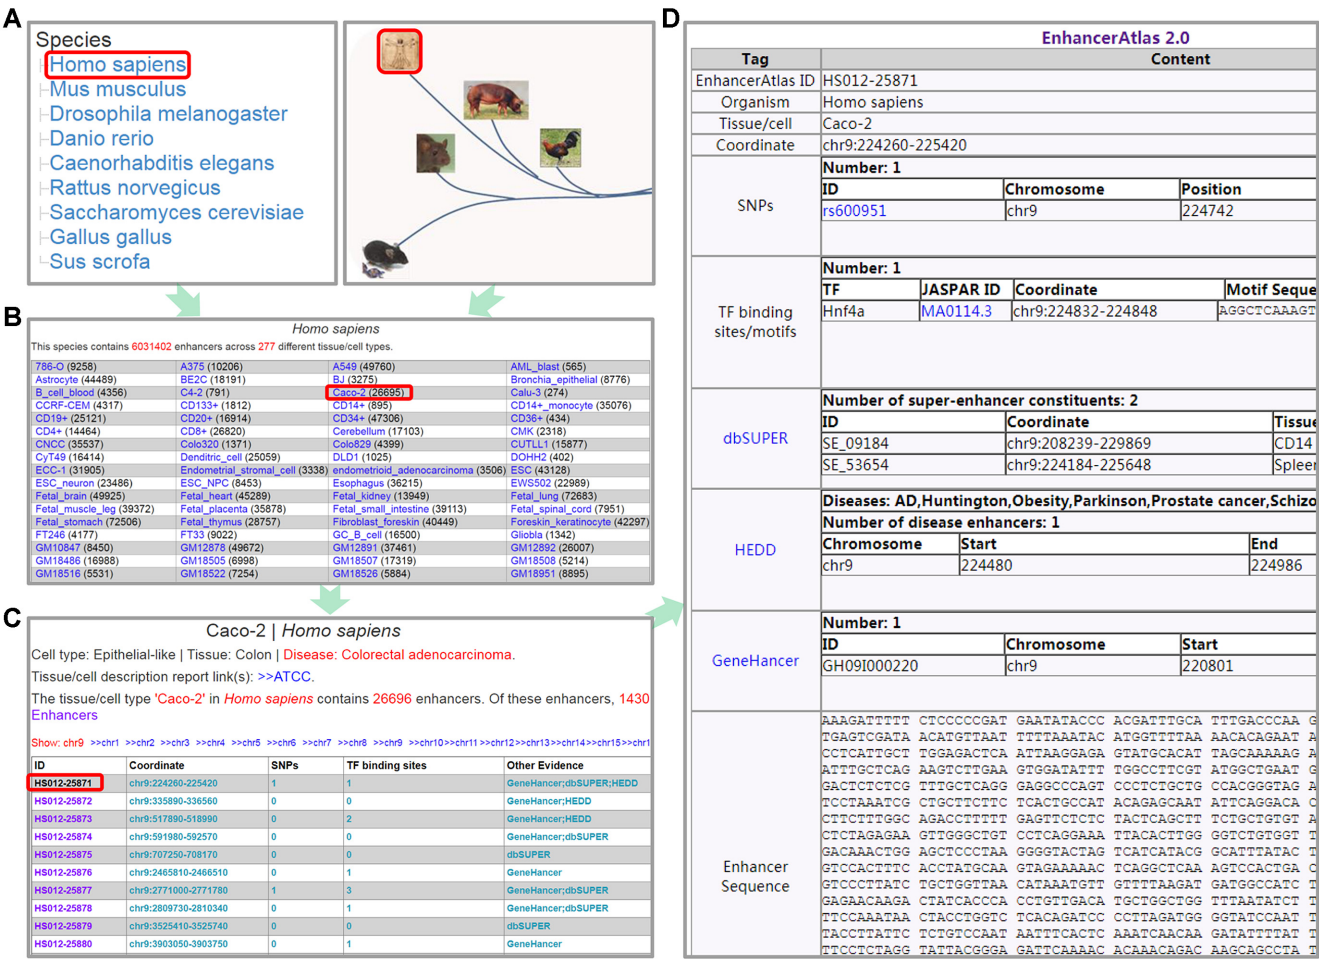 A
Species
Homo sapiens
Mus musculus
Drosophila melanogaster
Danio rerio
Caenorhabditis elegans
Rattus norvegicus
Saccharomyces cerevisiae
Gallus gallus
Sus scrofa
B
Homo sapiens
This species contains 6031402 enhancers across 277 different tissue/cell types.
786-O (9258) A375 (10206) A549 (49760) AML_blast (565)
Astrocyte (44489) BE2C (18191) BJ (3275) Bronchia_epithelial (8776)
B_cell_blood (4356) C4-2 (791) Caco-2 (26695) Calu-3 (274)
CCRF-CEM (4317) CD133+ (1812) CD14+ (895) CD14+_monocyte (35076)
CD19+ (25121) CD20+ (16914) CD34+ (47306) CD36+ (434)
CD4+ (14464) CD8+ (26820) Cerebellum (17103) CMK (2318)
CNCC (35537) Colo320 (1371) Colo829 (4399) CUTLL1 (15877)
CyT49 (16414) Denditric_cell (25059) DLD1 (1025) DOHH2 (402)
ECC-1 (31905) Endometrial_stromal_cell (3338) endometrioid_adenocarcinoma (3506) ESC (43128)
ESC_neuron (23486) ESC_NPC (8453) Esophagus (36215) EWS502 (22989)
Fetal_brain (49925) Fetal_heart (45289) Fetal_kidney (13949) Fetal_lung (72683)
Fetal_muscle_leg (39372) Fetal_placenta (35878) Fetal_small_intestine (39113) Fetal_spinal_cord (7951)
Fetal_stomach (72506) Fetal_thymus (28757) Fibroblast_foreskin (40449) Foreskin_keratinocyte (42297)
FT246 (4177) FT33 (9022) GC_B_cell (16500) Gliobla (1342)
GM10847 (8450) GM12878 (49672) GM12891 (37461) GM12892 (26007)
GM18486 (16988) GM18505 (6998) GM18507 (17319) GM18508 (5214)
GM18516 (5531) GM18522 (7254) GM18526 (5884) GM18951 (8895)
C
Caco-2 | Homo sapiens
Cell type: Epithelial-like | Tissue: Colon | Disease: Colorectal adenocarcinoma.
Tissue/cell description report link(s): >>ATCC.
The tissue/cell type 'Caco-2' in Homo sapiens contains 26696 enhancers. Of these enhancers, 1430
Enhancers
Show: chr9 >>chr1 >>chr2 >>chr3 >>chr4 >>chr5 >>chr6 >>chr7 >>chr8 >>chr9 >>chr10>>chr11 >>chr12 >>chr13>>chr14 >>chr15 >>chr1
ID Coordinate SNPs TF binding sites Other Evidence
HS012-25871 chr9:224260-225420 1 1 GeneHancer;dbSUPER;HEDD
HS012-25872 chr9:335890-336560 0 0 GeneHancer;HEDD
HS012-25873 chr9:517890-518990 0 2 GeneHancer;HEDD
HS012-25874 chr9:591980-592570 0 0 GeneHancer;dbSUPER
HS012-25875 chr9:707250-708170 0 0 dbSUPER
HS012-25876 chr9:2465810-2466510 0 1 GeneHancer
HS012-25877 chr9:2771000-2771780 1 3 GeneHancer;dbSUPER
HS012-25878 chr9:2809730-2810340 0 1 GeneHancer;dbSUPER
HS012-25879 chr9:3525410-3525740 0 0 dbSUPER
HS012-25880 chr9:3903050-3903750 0 1 GeneHancer
D
EnhancerAtlas 2.0
Tag Content
EnhancerAtlas ID HS012-25871
Organism Homo sapiens
Tissue/cell Caco-2
Coordinate chr9:224260-225420
SNPs
Number: 1
ID Chromosome Position
rs600951 chr9 224742
TF binding
sites/motifs
Number: 1
TF JASPAR ID Coordinate Motif Seque
Hnf4a MA0114.3 chr9:224832-224848 AGGCTCAAAGT
dbSUPER
Number of super-enhancer constituents: 2
ID Coordinate Tissue
SE_09184 chr9:208239-229869 CD14
SE_53654 chr9:224184-225648 Spleen
HEDD
Diseases: AD,Huntington,Obesity,Parkinson,Prostate cancer,Schizo
Number of disease enhancers: 1
Chromosome Start End
chr9 224480 224986
GeneHancer
Number: 1
ID Chromosome Start
GH09I000220 chr9 220801
Enhancer
Sequence
AAAGATTTTT CTCCCCCGAT GAATATACCC ACGATTTGCA TTTGACCCAA G
TGAGTCGATA ACATGTTAAT TTTTAAATAC ATGGTTTTAA AACACAGAAT A
CCTCATTGCT TGGAGAGACT ATTAAGGAGA GTATGCACAT TAGCAAAAAG A
ATTTGCTCAG AAGTCTTGAA GTGGATATTT TGGCCTTCGT ATGGCTGAAT G
GACTCTCTCG TTTGCTCAGG GAGGCCCAGT CCCTCTGCTG CCACGGGTAG A
TCCTAAATCG CTGCTTCTTC TCACTGCCAT ACAGAGCAAT ATTCAGGACA C
CTTCTTTGGC AGACCTTTTT GAGTTCTCTC TACTCAGCTT TCTGCTGTGT A
CTCTAGAGAA GTTGGGCTGT CCTCAGGAAA TTACACTTGG GGTCTGTGGT T
GACAAACTGG AGCTCCCTAA GGGGTACTAG TCATCATACG GCATTTATAC T
GTCCACTTTC ACCTATGCAA GTAGAAAAAC TCAGGCTCAA AGTCCACTGA C
GTCCCTTATC TGCTGGTTAA CATAAATGTT GTTTTAAGAT GATGGCCATC T
GAGAACAAGA CTATCACCCA CCTGTTGACA TGCTGGCTGG TTTAATATCT T
TTCCAAATAA CTACCTGGTC TCACAGATCC CCTTAGATGG GGTATCCAAT T
TACCTTATTC TCTGTCCAAT AATTTCACTC AAATCAACAA GATATTTTAT T
TTCCTCTAGG TATTACGGGA GATTCAAAAC ACAAACAGAC AAGCAGCCTA T